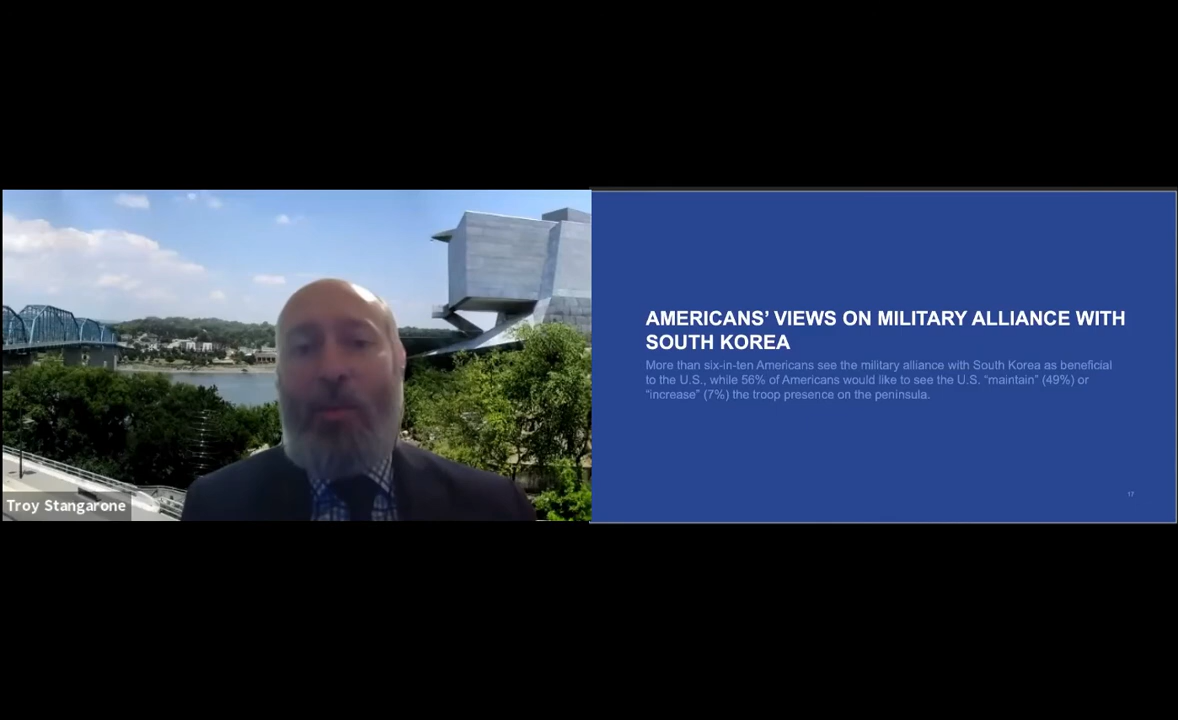 Troy Stangarone
AMERICANS' VIEWS ON MILITARY ALLIANCE WITH
SOUTH KOREA
More than six-in-ten Americans see the military alliance with South Korea as beneficial
to the U.S., while 56% of Americans would like to see the U.S. “maintain” (49%) or
“increase” (7%) the troop presence on the peninsula.
17